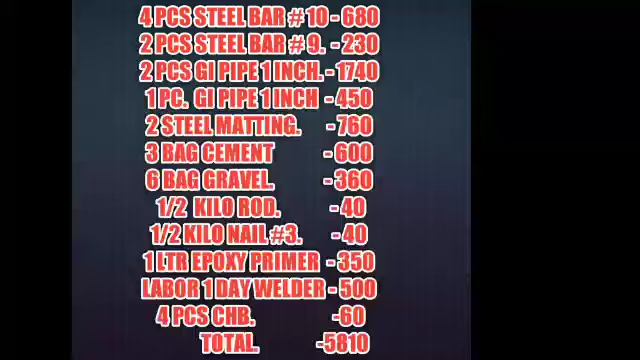 4 PCS STEEL BAR # 10 - 680
2 PCS STEEL BAR # 9. - 230
2 PCS GI PIPE 1 INCH. - 1740
1 PC. GI PIPE 1 INCH - 450
2 STEEL MATTING. - 760
3 BAG CEMENT - 600
6 BAG GRAVEL. - 360
1/2 KILO ROD. - 40
1/2 KILO NAIL #3. - 40
1 LTR EPOXY PRIMER - 350
LABOR 1 DAY WELDER - 500
4 PCS CHB. -60
TOTAL. -5810